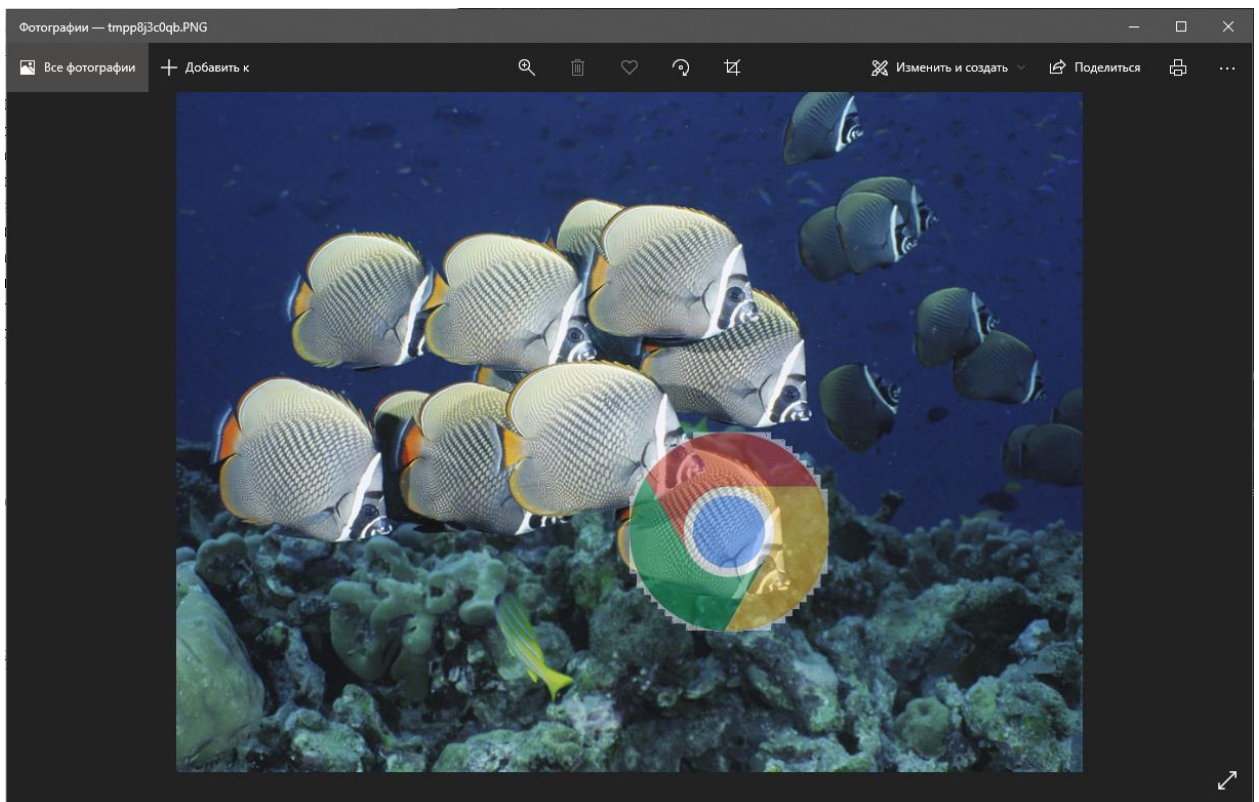 Фотографии — tmpp8j3c0qb.PNG
Все фотографии
Добавить к
Изменить и создать
Поделиться